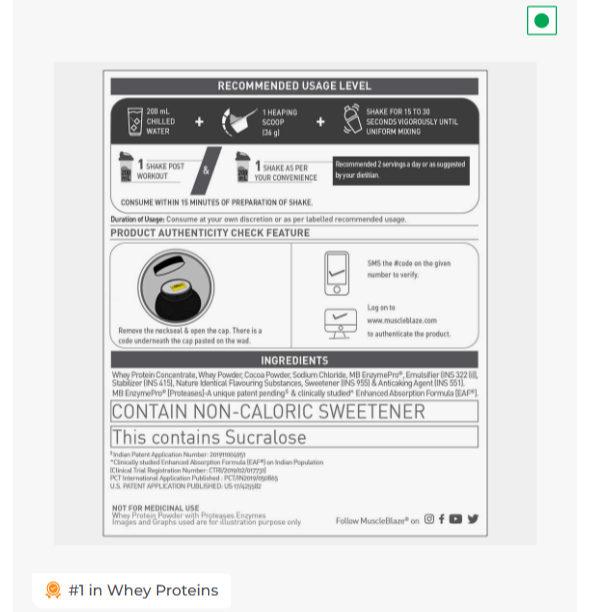 RECOMMENDED USAGE LEVEL
200 mL
CHILLED
WATER
+
1 HEAPING
SCOOP
(36 g)
+
SHAKE FOR 15 TO 30
SECONDS VIGOROUSLY UNTIL
UNIFORM MIXING
1 SHAKE POST
WORKOUT
&
1 SHAKE AS PER
YOUR CONVENIENCE
Recommended 2 servings a day or as suggested
by your dietitian.
CONSUME WITHIN 15 MINUTES OF PREPARATION OF SHAKE.
Duration of Usage: Consume at your own discretion or as per labelled recommended usage.
PRODUCT AUTHENTICITY CHECK FEATURE
Remove the neckseal & open the cap. There is a
code underneath the cap pasted on the wad.
SMS the #code on the given
number to verify.
Log on to
www.muscleblaze.com
to authenticate the product.
INGREDIENTS
Whey Protein Concentrate, Whey Powder, Cocoa Powder, Sodium Chloride, MB EnzymePro®, Emulsifier (INS 322 (i)),
Stabilizer (INS 415), Nature Identical Flavouring Substances, Sweetener (INS 955) & Anticaking Agent (INS 551).
MB EnzymePro® (Proteases)-A unique patent pending§ & clinically studied^ Enhanced Absorption Formula (EAF®).
CONTAIN NON-CALORIC SWEETENER
This contains Sucralose
Indian Patent Application Number:
Clinically studied Enhanced Absorption Formula (EAF®) on Indian Population
(Clinical Trial Registration Number:
PCT International Application Published :
U.S. PATENT APPLICATION PUBLISHED:
NOT FOR MEDICINAL USE
Whey Protein Powder with Proteases Enzymes
Images and Graphs used are for illustration purpose only
Follow MuscleBlaze® on
#1 in Whey Proteins